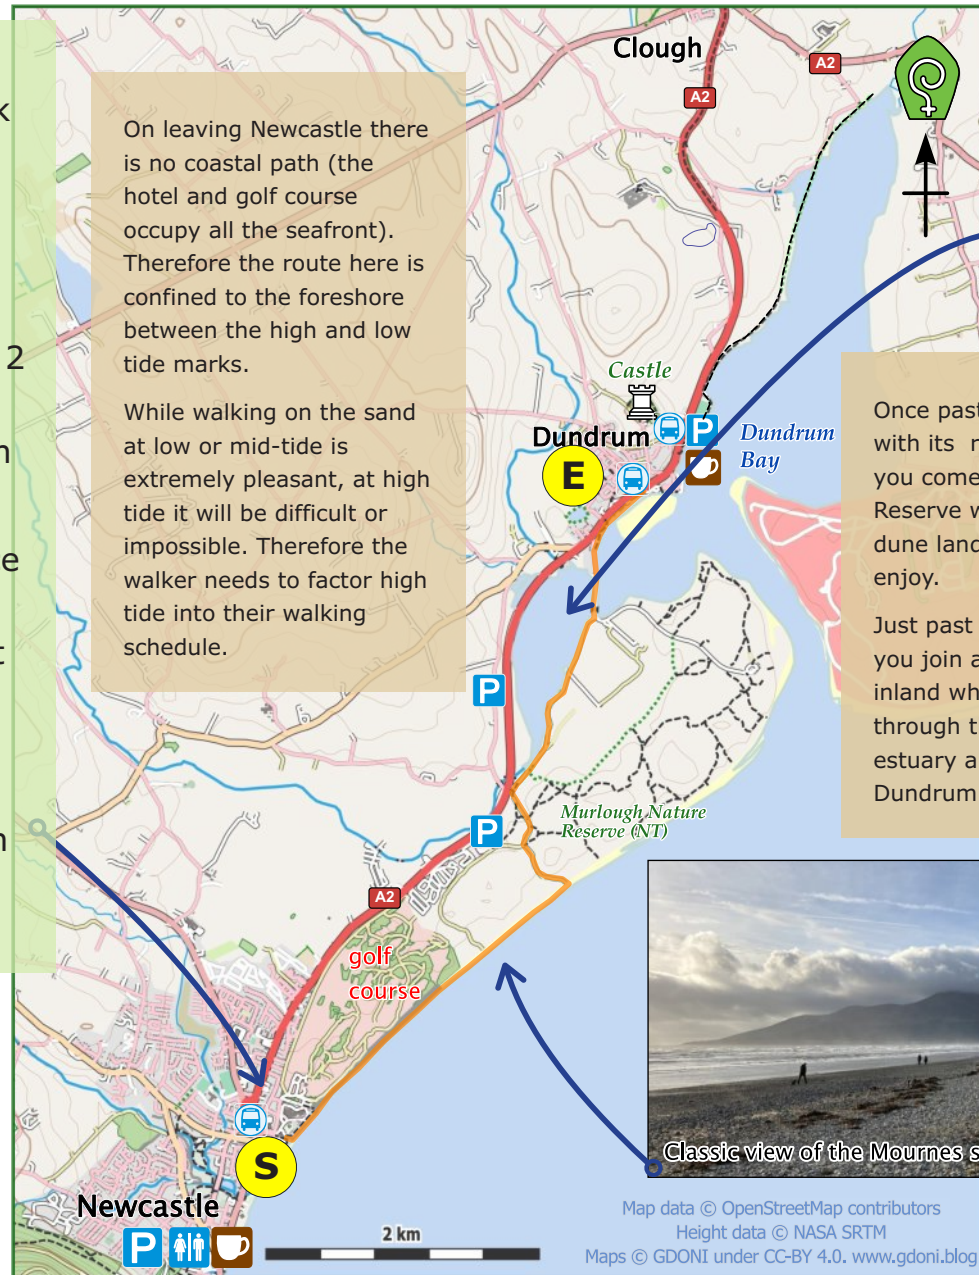 k
2
n
e
t
n
On leaving Newcastle there
is no coastal path (the
hotel and golf course
occupy all the seafront).
Therefore the route here is
confined to the foreshore
between the high and low
tide marks.
While walking on the sand
at low or mid-tide is
extremely pleasant, at high
tide it will be difficult or
impossible. Therefore the
walker needs to factor high
tide into their walking
schedule.
Clough
A2
A2
Castle
Dundrum
P
E
Dundrum
Bay
Once past
with its r
you come
Reserve w
dune land
enjoy.
Just past
you join a
inland wh
through t
estuary a
Dundrum
P
P
Murlough Nature
Reserve (NT)
A2
golf
course
S
Newcastle
P
2 km
Classic view of the Mournes s
Map data © OpenStreetMap contributors
Height data © NASA SRTM
Maps © GDONI under CC-BY 4.0. www.gdoni.blog